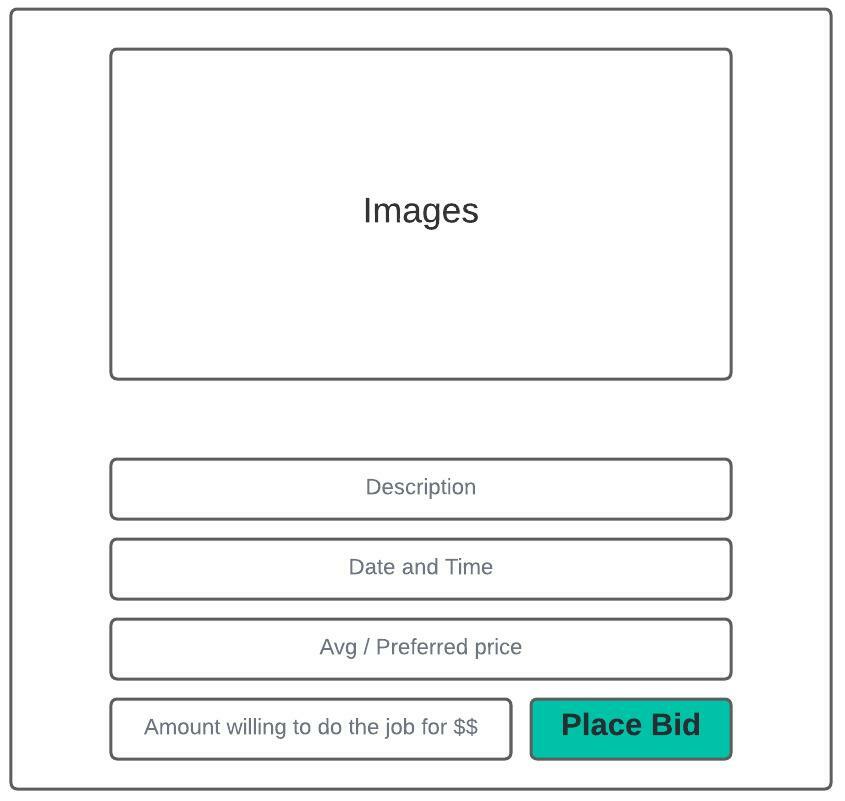 Images
Description
Date and Time
Avg / Preferred price
Amount willing to do the job for $$
Place Bid